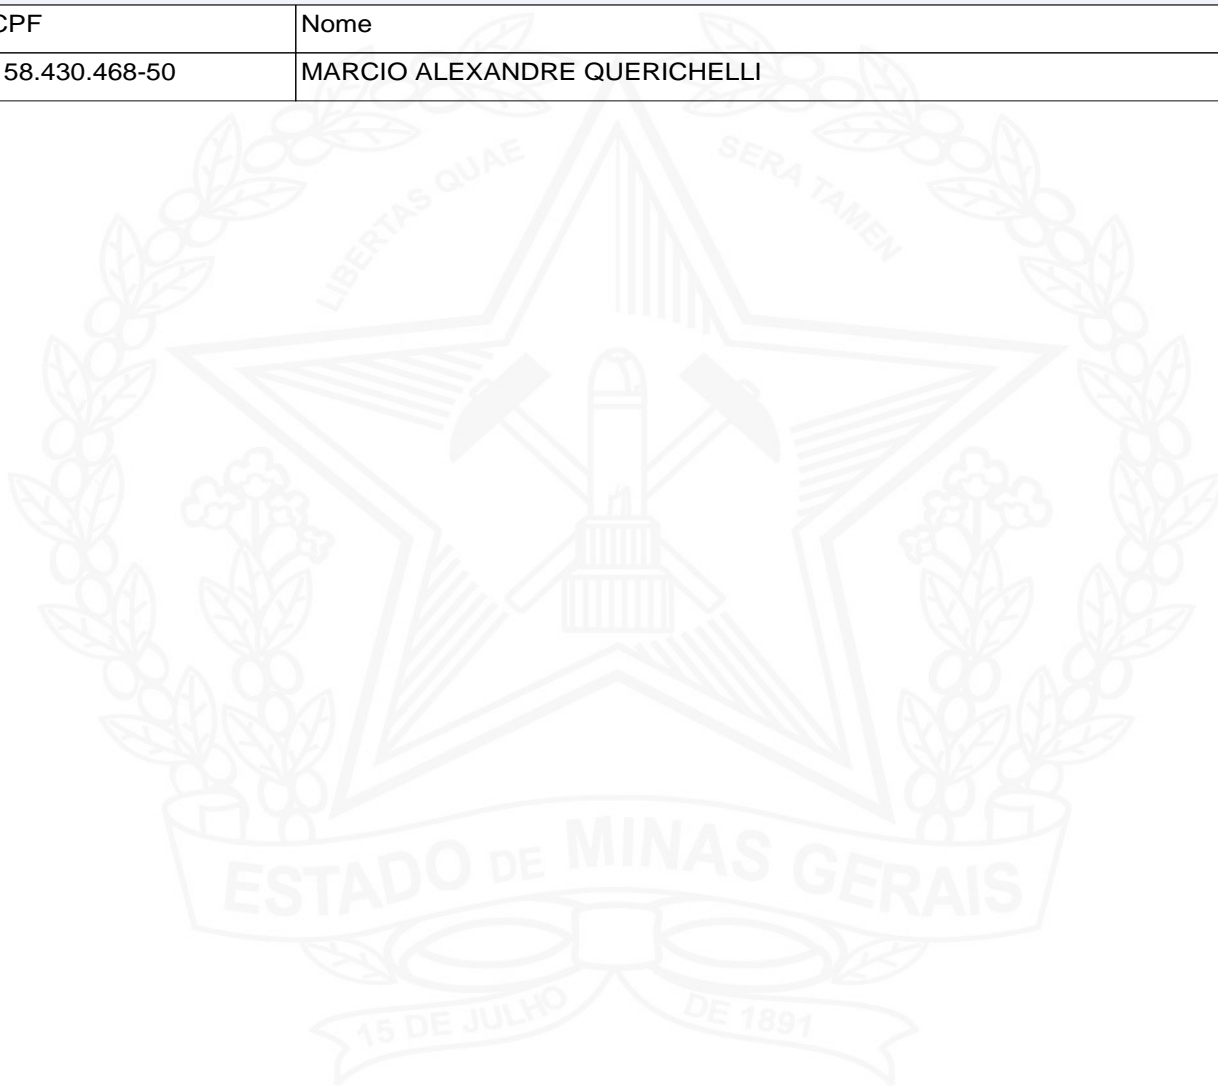 CPF Nome
58.430.468-50 MARCIO ALEXANDRE QUERICHELLI
LIBERTAS QUAE SERA TAMEN
ESTADO DE MINAS GERAIS
15 DE JULHO DE 1891